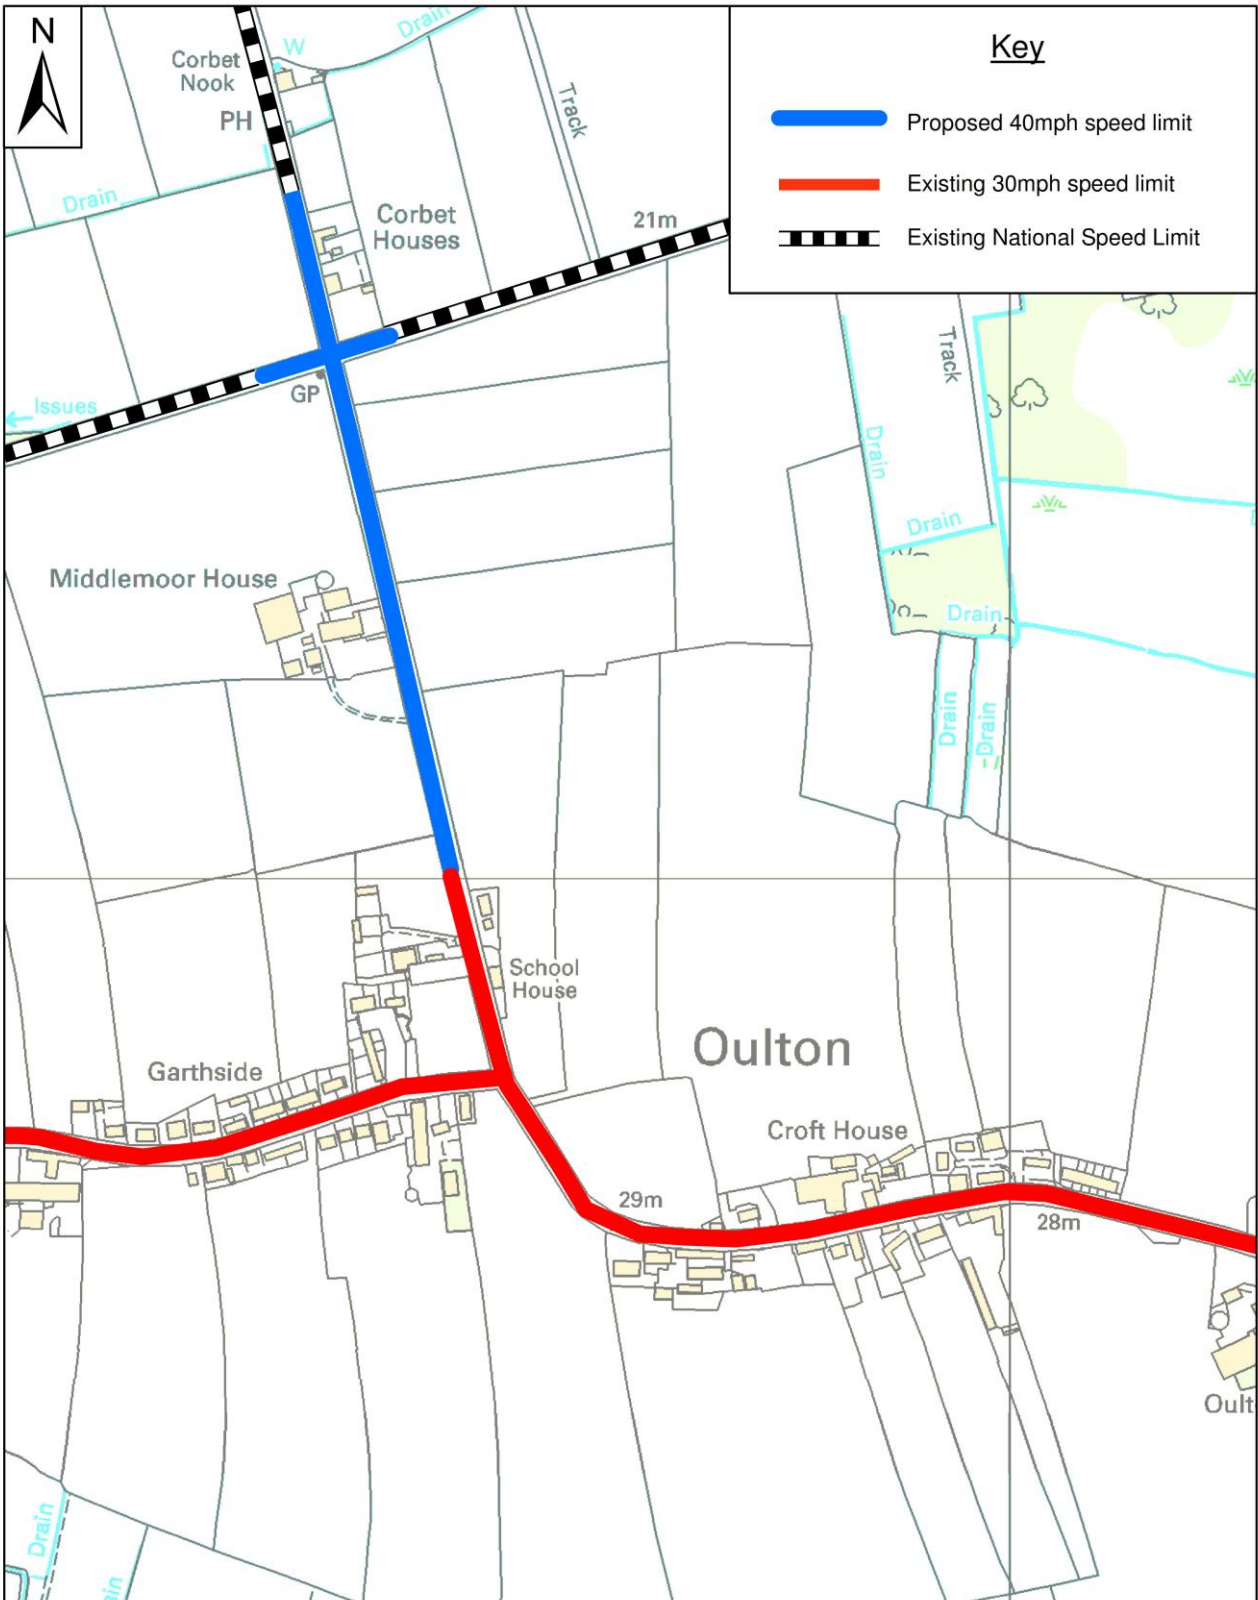 N
Key
Proposed 40mph speed limit
Existing 30mph speed limit
Existing National Speed Limit
Drain
W
Corbet
Nook
PH
Track
Drain
Corbet
Houses
21m
Track
Issues
GP
Drain
Drain
Middlemoor House
Drain
Drain
Drain
School
House
Oulton
Garthside
Croft House
29m
28m
Oult
Drain
ain